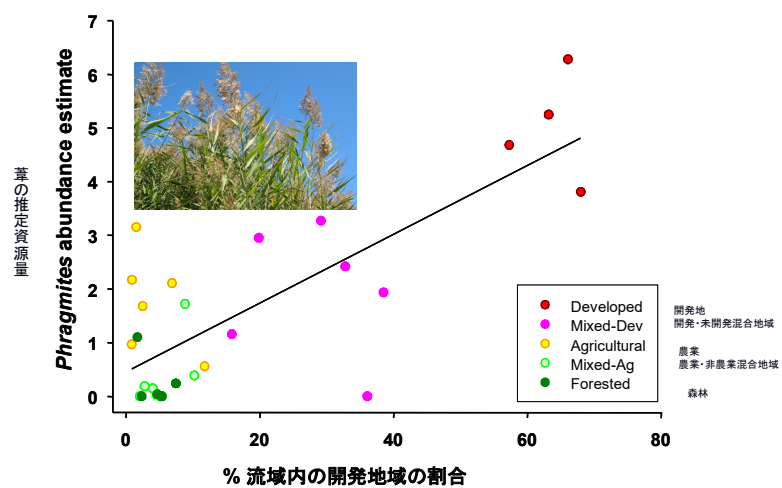 7
6
5
4
3
2
1
0
Phragmites abundance estimate
葦の推定資源量
0 20 40 60 80
% 流域内の開発地域の割合
Developed
Mixed-Dev
Agricultural
Mixed-Ag
Forested
開発地
開発・未開発混合地域
農業
農業・非農業混合地域
森林